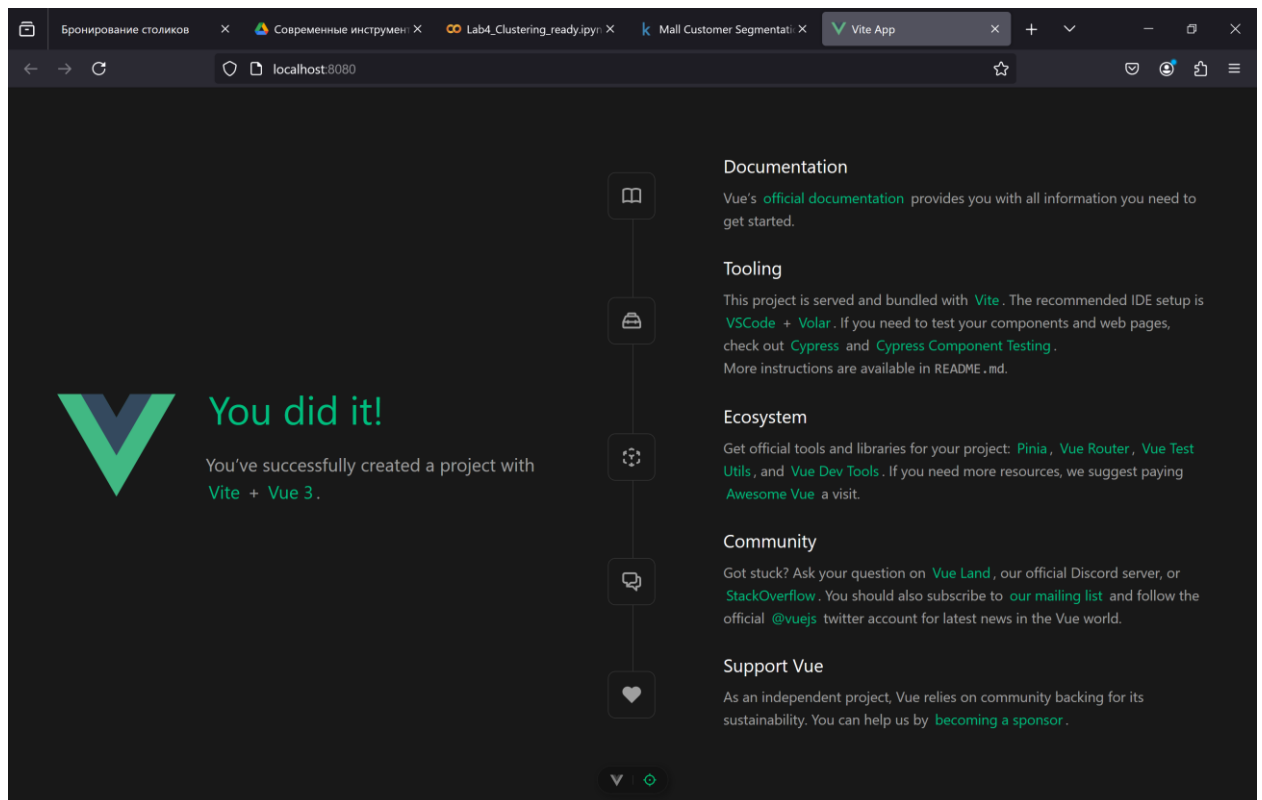 Бронирование столиков
Современные инструмент
Lab4_Clustering_ready.ipyn
Mall Customer Segmentatio
Vite App
localhost:8080
You did it!
You've successfully created a project with
Vite + Vue 3.
Documentation
Vue's official documentation provides you with all information you need to
get started.
Tooling
This project is served and bundled with Vite. The recommended IDE setup is
VSCode + Volar. If you need to test your components and web pages,
check out Cypress and Cypress Component Testing.
More instructions are available in README.md.
Ecosystem
Get official tools and libraries for your project: Pinia, Vue Router, Vue Test
Utils, and Vue Dev Tools. If you need more resources, we suggest paying
Awesome Vue a visit.
Community
Got stuck? Ask your question on Vue Land, our official Discord server, or
StackOverflow. You should also subscribe to our mailing list and follow the
official @vuejs twitter account for latest news in the Vue world.
Support Vue
As an independent project, Vue relies on community backing for its
sustainability. You can help us by becoming a sponsor.